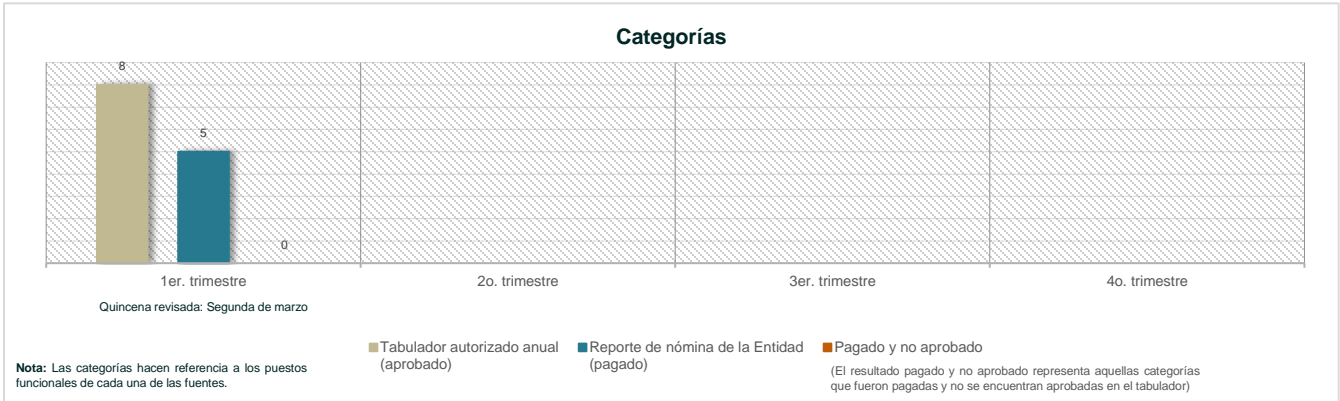 Categorías
8
5
0
1er. trimestre
2o. trimestre
3er. trimestre
4o. trimestre
Quincena revisada: Segunda de marzo
Tabulador autorizado anual
(aprobado)
Reporte de nómina de la Entidad
(pagado)
Pagado y no aprobado
(El resultado pagado y no aprobado representa aquellas categorías
que fueron pagadas y no se encuentran aprobadas en el tabulador)
Nota: Las categorías hacen referencia a los puestos
funcionales de cada una de las fuentes.